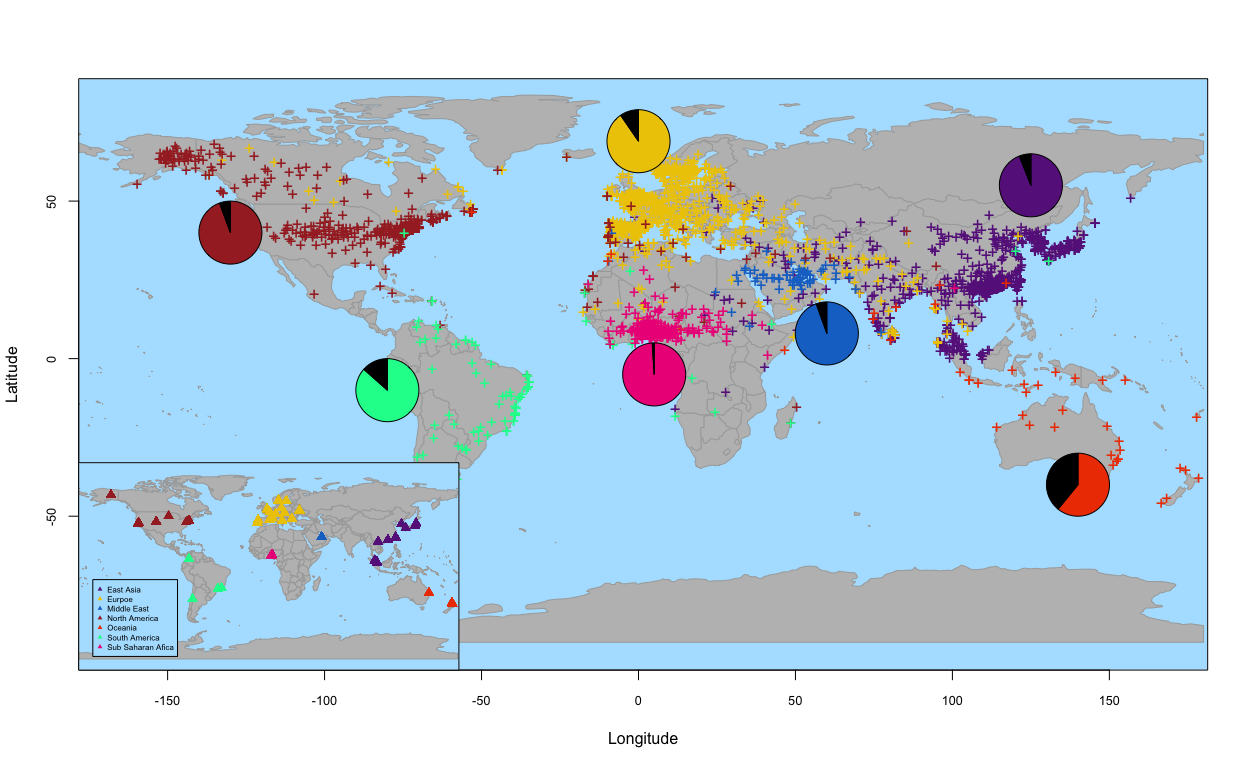 50
0
-50
Latitude
East Asia
Eurpoe
Middle East
North America
Oceania
South America
Sub Saharan Afica
-150
-100
-50
0
50
100
150
Longitude